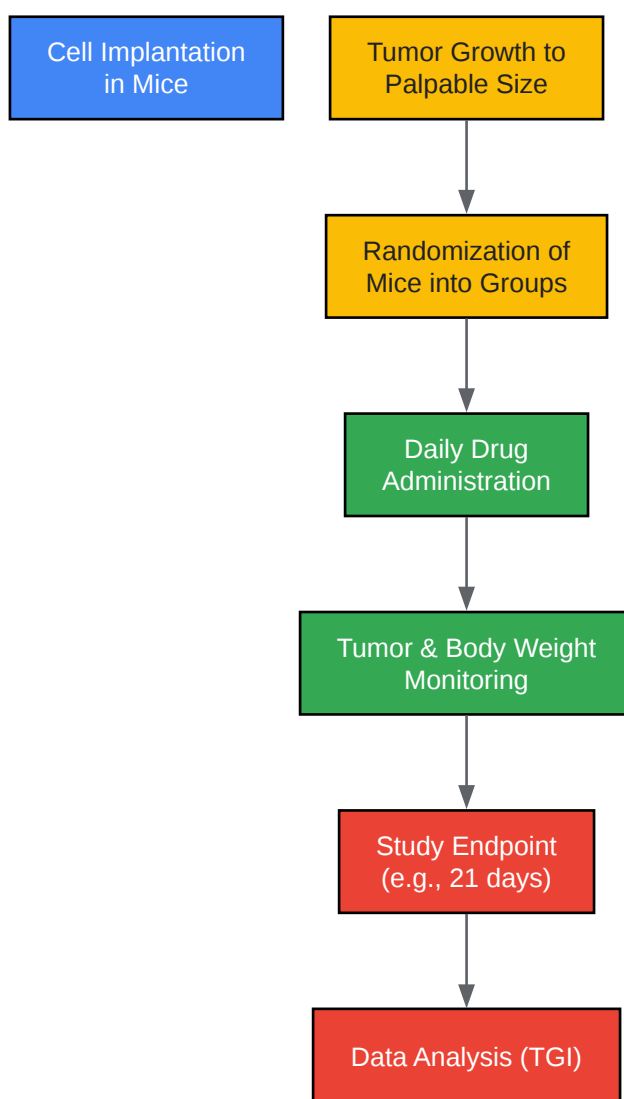 Cell Implantation
in Mice
Tumor Growth to
Palpable Size
Randomization of
Mice into Groups
Daily Drug
Administration
Tumor & Body Weight
Monitoring
Study Endpoint
(e.g., 21 days)
Data Analysis (TGI)